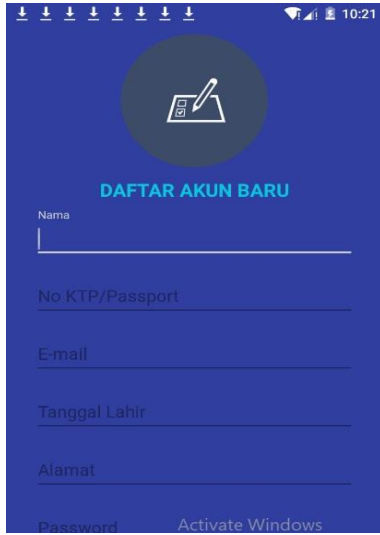 10:21
DAFTAR AKUN BARU
Nama
No KTP/Passport
E-mail
Tanggal Lahir
Alamat
Password
Activate Windows